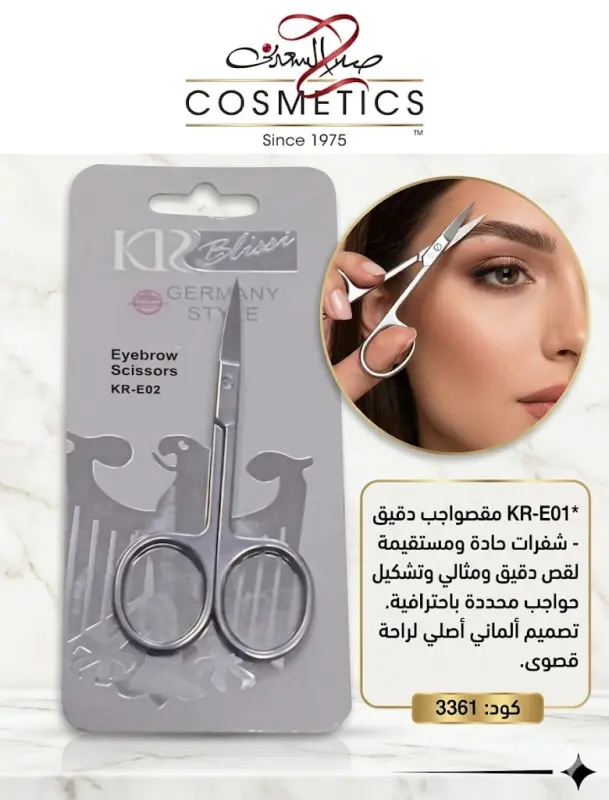 COSMETICS
Since 1975
TM
KR Blissi
GERMANY
STYLE
Eyebrow
Scissors
KR-E02
*KR-E01 مقصواجب دقيق
- شفرات حادة ومستقيمة
لقص دقيق ومثالي وتشكيل
حواجب محددة باحترافية.
تصميم ألماني أصلي لراحة
قصوى.
كود: 3361